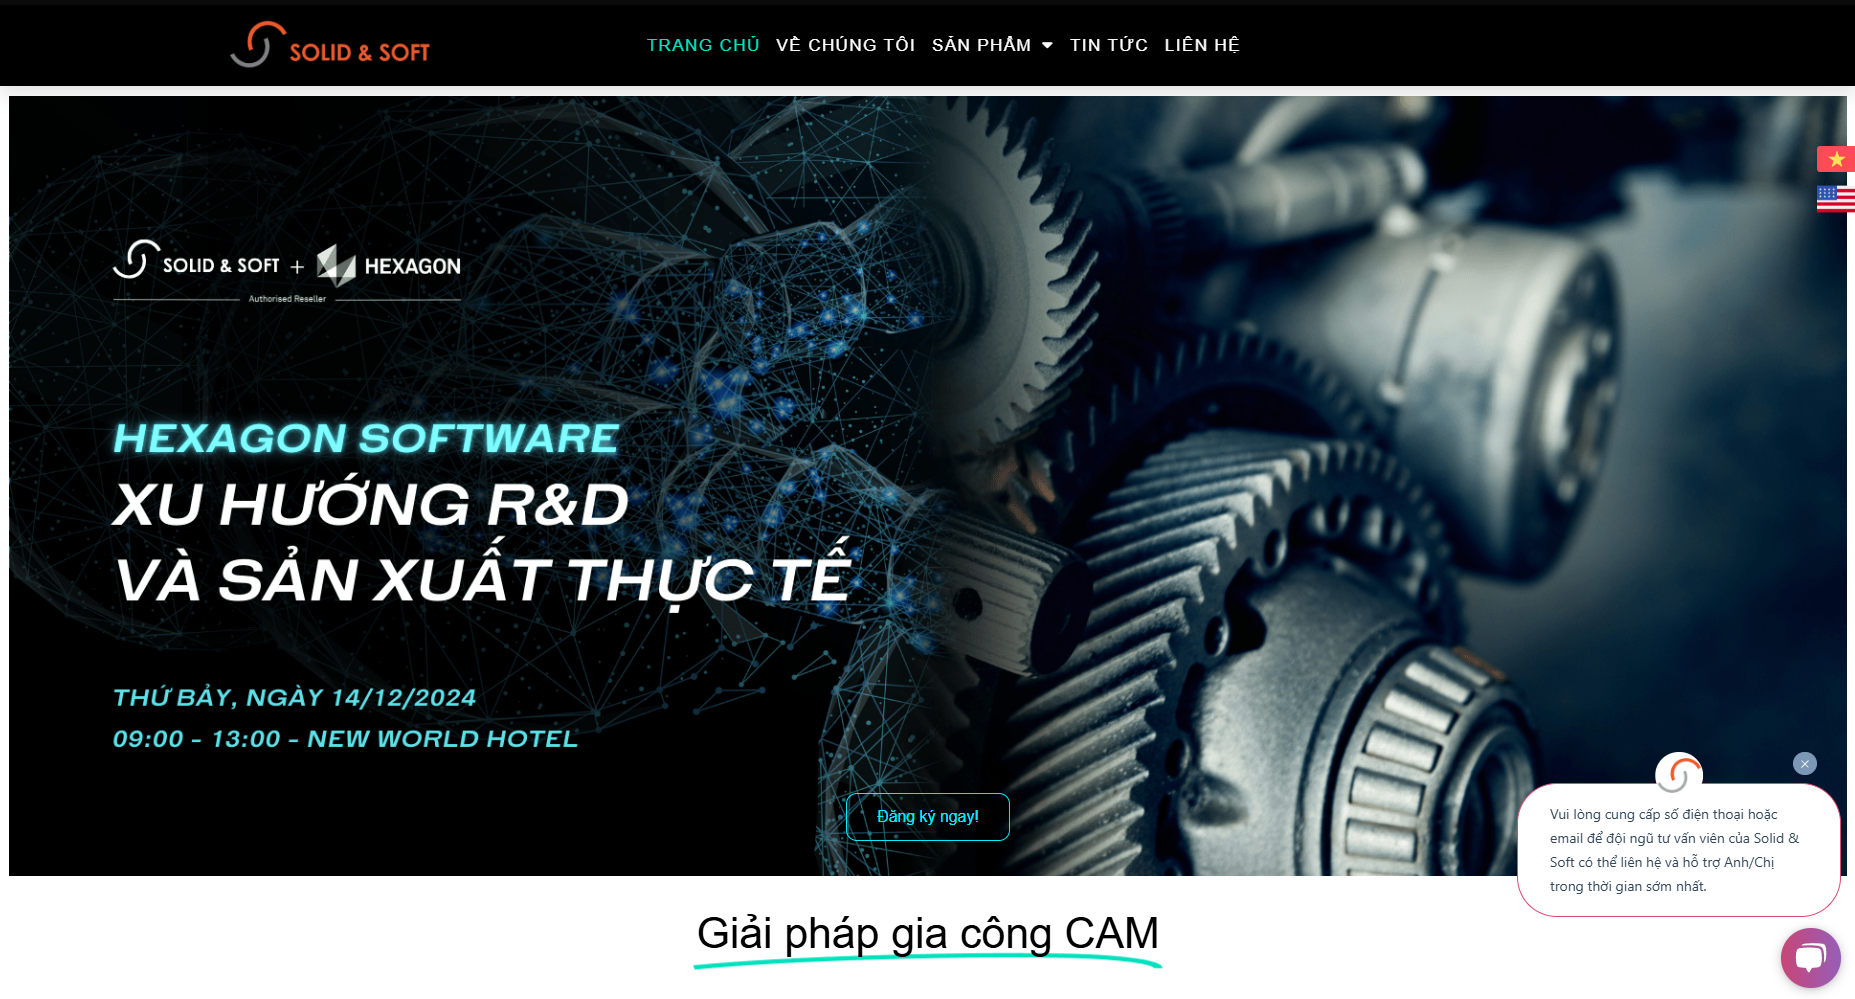 SOLID & SOFT
TRANG CHỦ VỀ CHÚNG TÔI SẢN PHẨM TIN TỨC LIÊN HỆ
SOLID & SOFT + HEXAGON
Authorised Reseller
HEXAGON SOFTWARE
XU HƯỚNG R&D
VÀ SẢN XUẤT THỰC TẾ
THỨ BẢY, NGÀY 14/12/2024
09:00 - 13:00 - NEW WORLD HOTEL
Đăng ký ngay!
Vui lòng cung cấp số điện thoại hoặc
email để đội ngũ tư vấn viên của Solid &
Soft có thể liên hệ và hỗ trợ Anh/Chị
trong thời gian sớm nhất.
Giải pháp gia công CAM